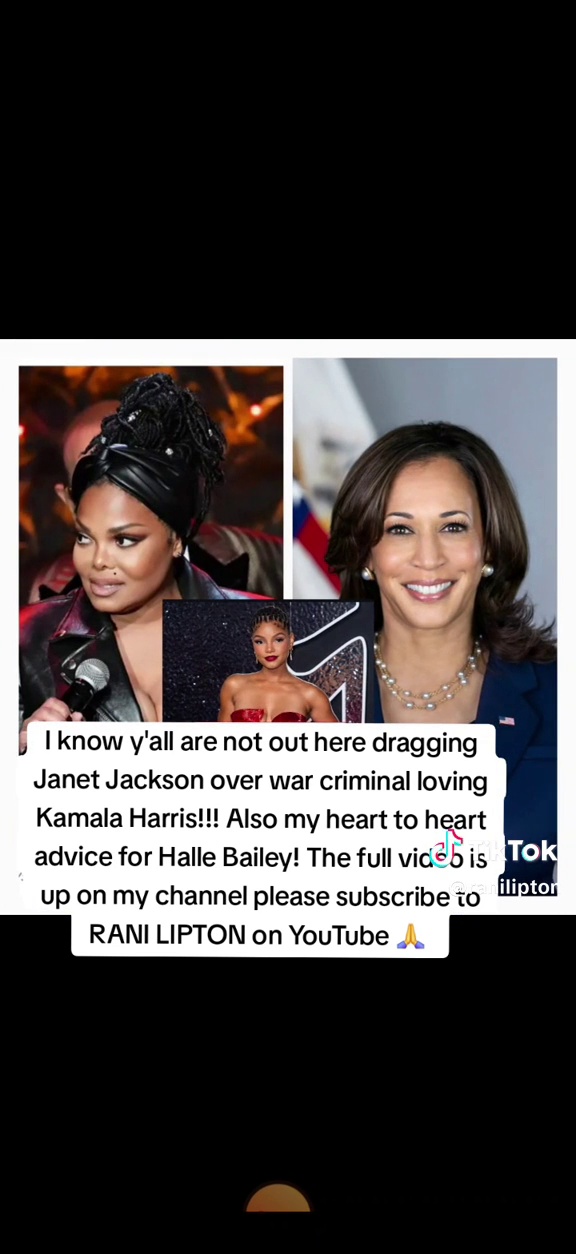 I know y'all are not out here dragging
Janet Jackson over war criminal loving
Kamala Harris!!! Also my heart to heart
advice for Halle Bailey! The full video is
up on my channel please subscribe to
RANI LIPTON on YouTube 🙏
TikTok
@ranilipton